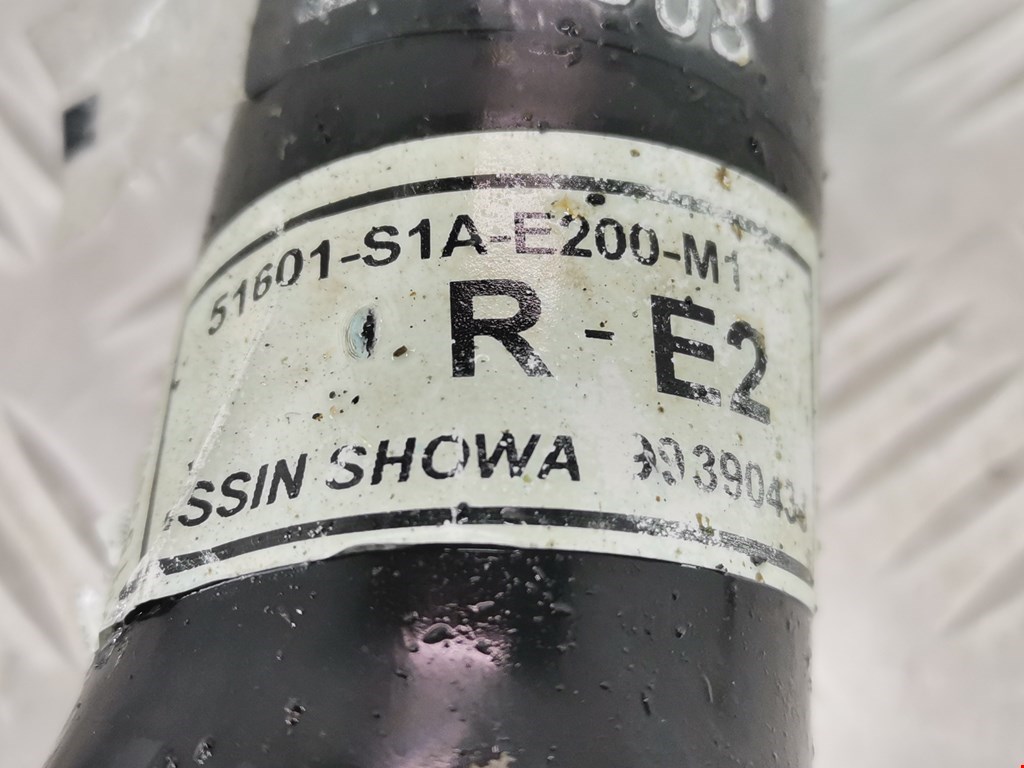 51601-S1A-E200-M1
R - E2
SSIN SHOWA